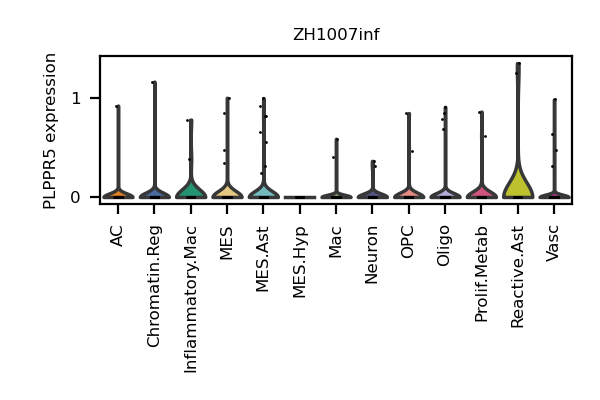 ZH1007inf
PLPPR5 expression
1
0
AC
Chromatin.Reg
Inflammatory.Mac
MES
MES.Ast
MES.Hyp
Mac
Neuron
OPC
Oligo
Prolif.Metab
Reactive.Ast
Vasc